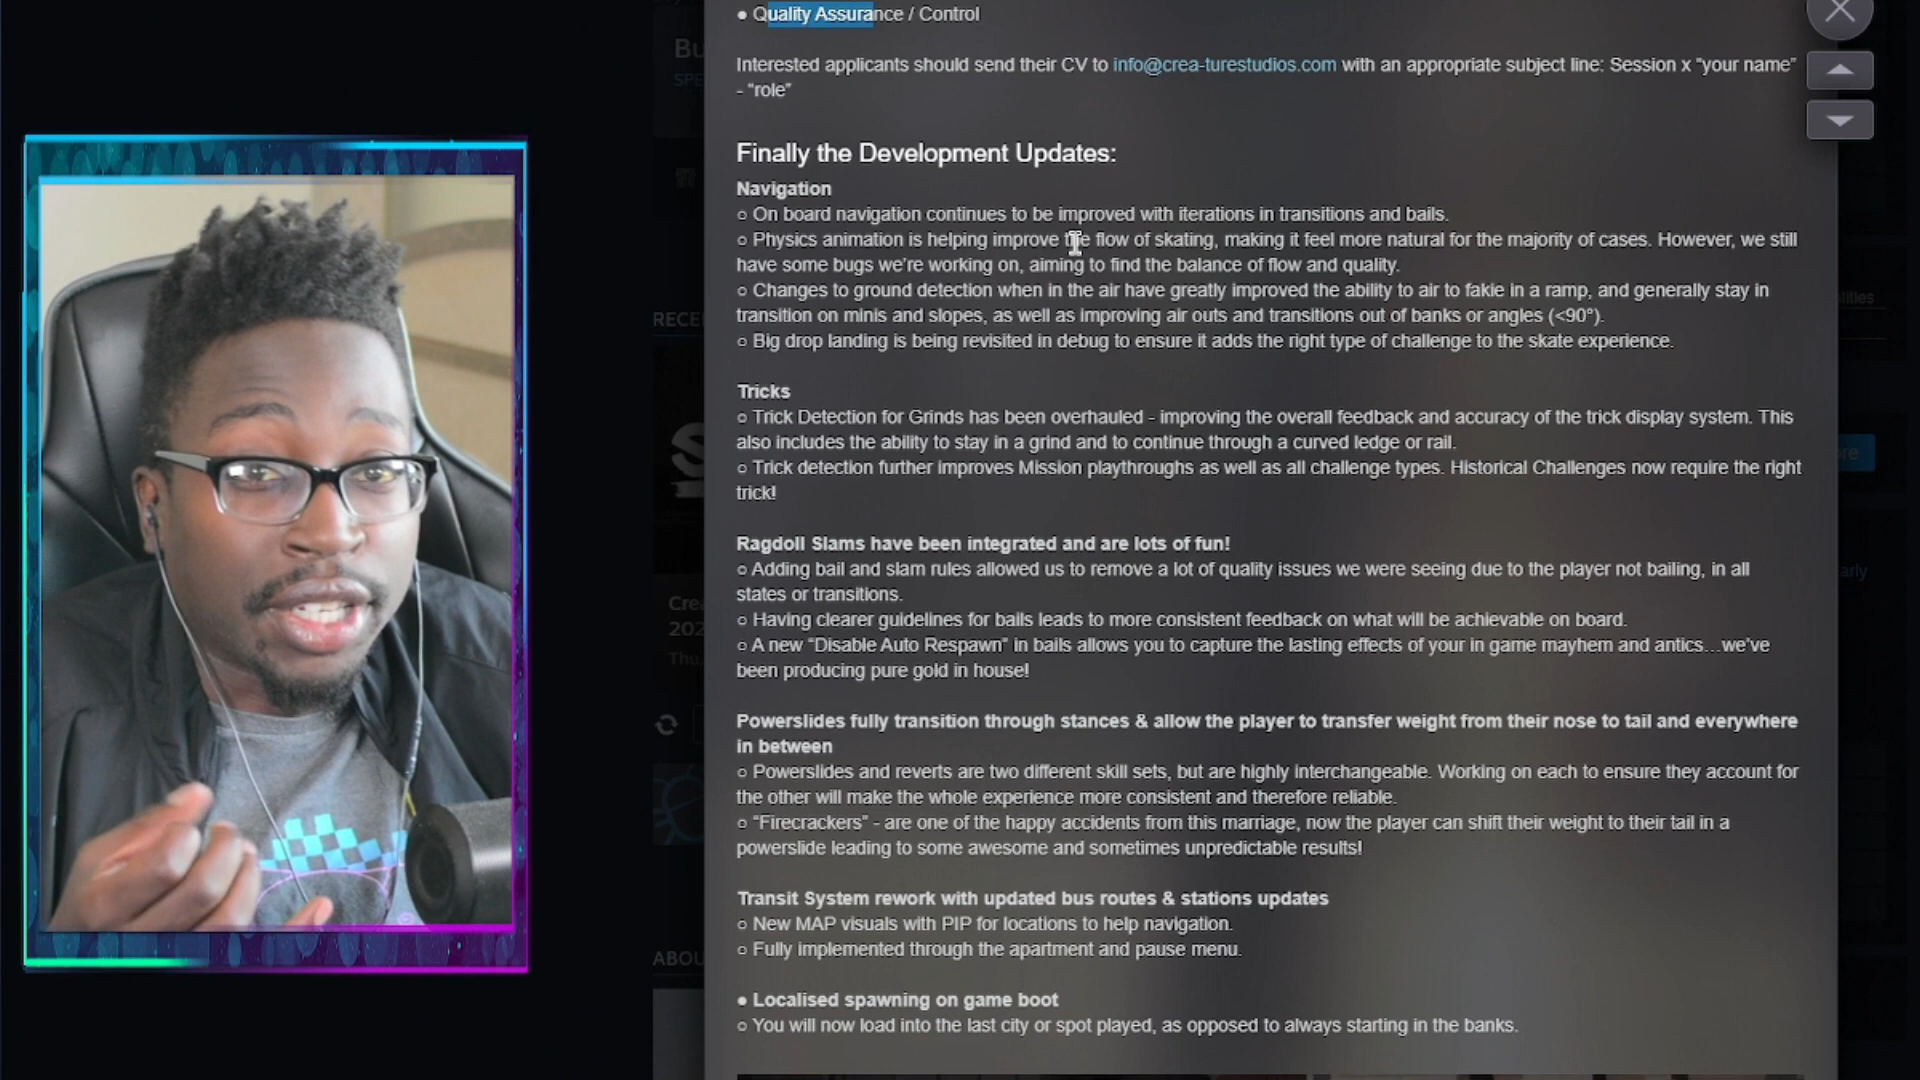 ● Quality Assurance / Control
Interested applicants should send their CV to info@crea-turestudios.com with an appropriate subject line: Session x “your name”
- “role”
Finally the Development Updates:
Navigation
○ On board navigation continues to be improved with iterations in transitions and bails.
○ Physics animation is helping improve the flow of skating, making it feel more natural for the majority of cases. However, we still
have some bugs we’re working on, aiming to find the balance of flow and quality.
○ Changes to ground detection when in the air have greatly improved the ability to air to fakie in a ramp, and generally stay in
transition on minis and slopes, as well as improving air outs and transitions out of banks or angles (<90°).
○ Big drop landing is being revisited in debug to ensure it adds the right type of challenge to the skate experience.
Tricks
○ Trick Detection for Grinds has been overhauled - improving the overall feedback and accuracy of the trick display system. This
also includes the ability to stay in a grind and to continue through a curved ledge or rail.
○ Trick detection further improves Mission playthroughs as well as all challenge types. Historical Challenges now require the right
trick!
Ragdoll Slams have been integrated and are lots of fun!
○ Adding bail and slam rules allowed us to remove a lot of quality issues we were seeing due to the player not bailing, in all
states or transitions.
○ Having clearer guidelines for bails leads to more consistent feedback on what will be achievable on board.
○ A new “Disable Auto Respawn” in bails allows you to capture the lasting effects of your in game mayhem and antics…we’ve
been producing pure gold in house!
Powerslides fully transition through stances & allow the player to transfer weight from their nose to tail and everywhere
in between
○ Powerslides and reverts are two different skill sets, but are highly interchangeable. Working on each to ensure they account for
the other will make the whole experience more consistent and therefore reliable.
○ “Firecrackers” - are one of the happy accidents from this marriage, now the player can shift their weight to their tail in a
powerslide leading to some awesome and sometimes unpredictable results!
Transit System rework with updated bus routes & stations updates
○ New MAP visuals with PIP for locations to help navigation.
○ Fully implemented through the apartment and pause menu.
● Localised spawning on game boot
○ You will now load into the last city or spot played, as opposed to always starting in the banks.